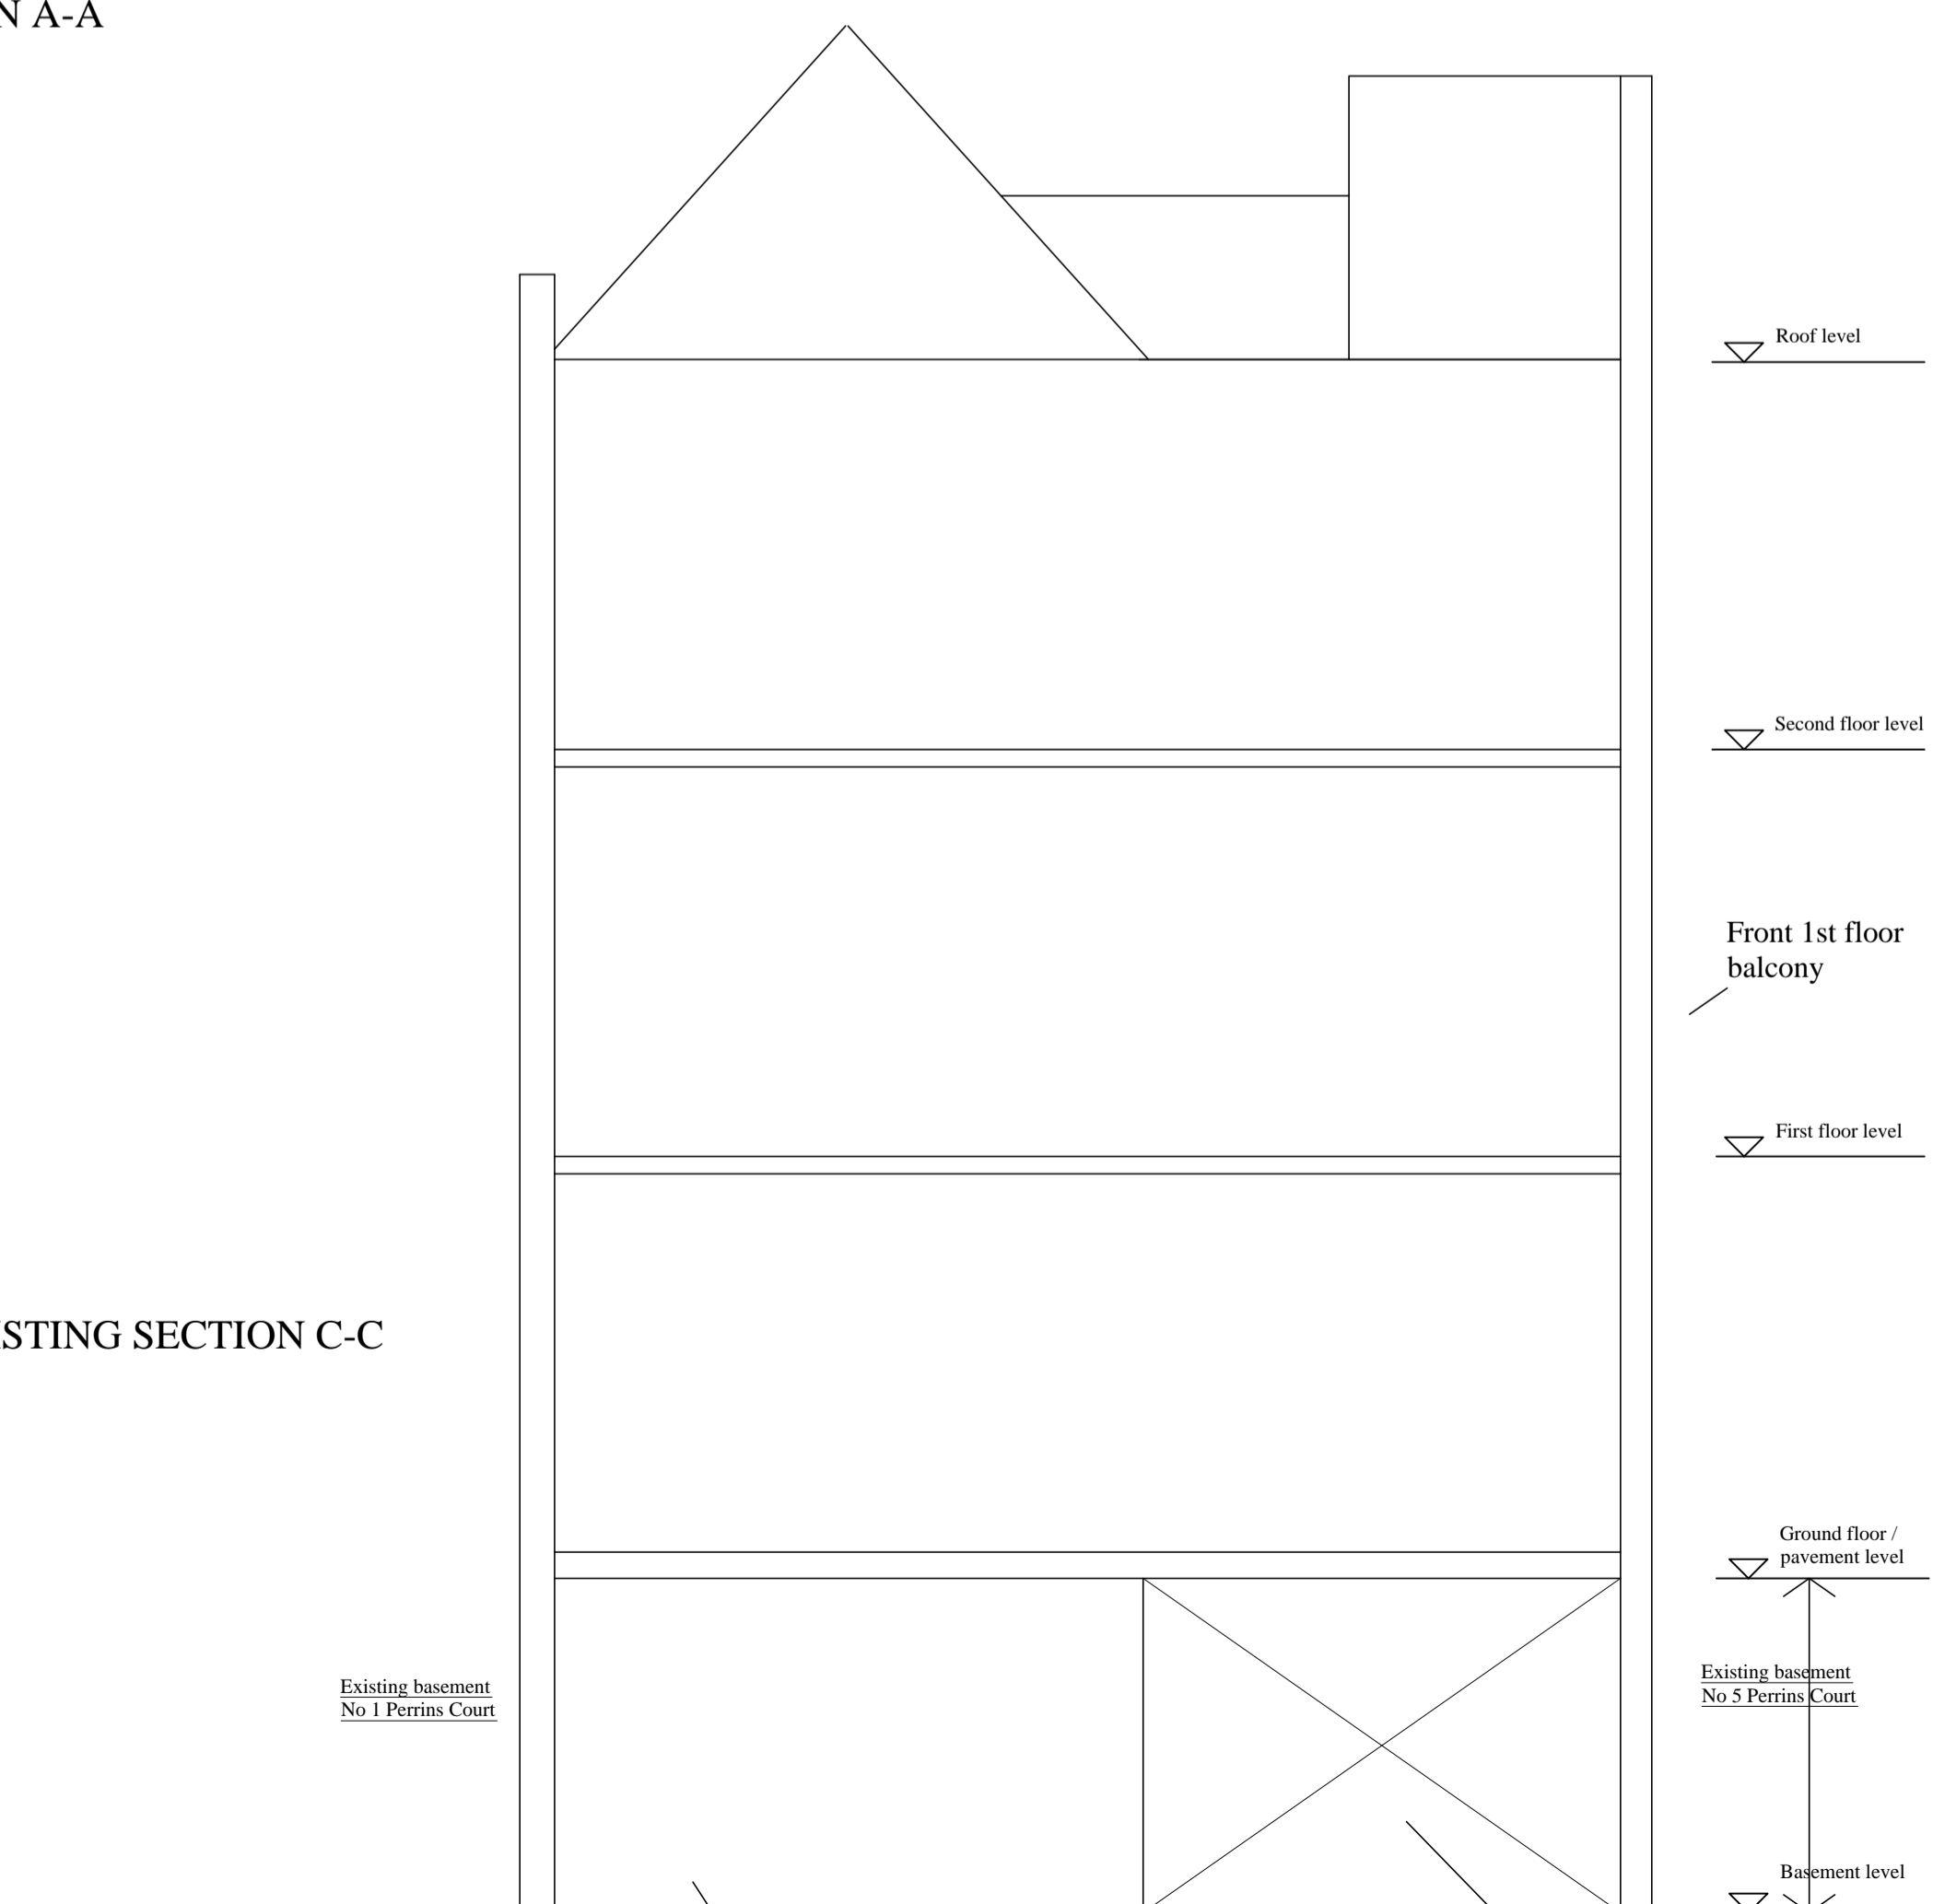 N A-A
Roof level
Second floor level
Front 1st floor
balcony
First floor level
STING SECTION C-C
Ground floor /
pavement level
Existing basement
No 1 Perrins Court
Existing basement
No 5 Perrins Court
Basement level